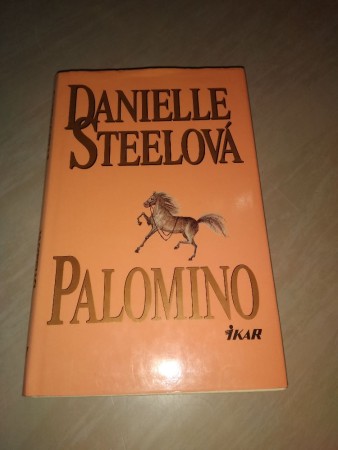 DANIELLE
STEELOVÁ
PALOMINO
IKAR